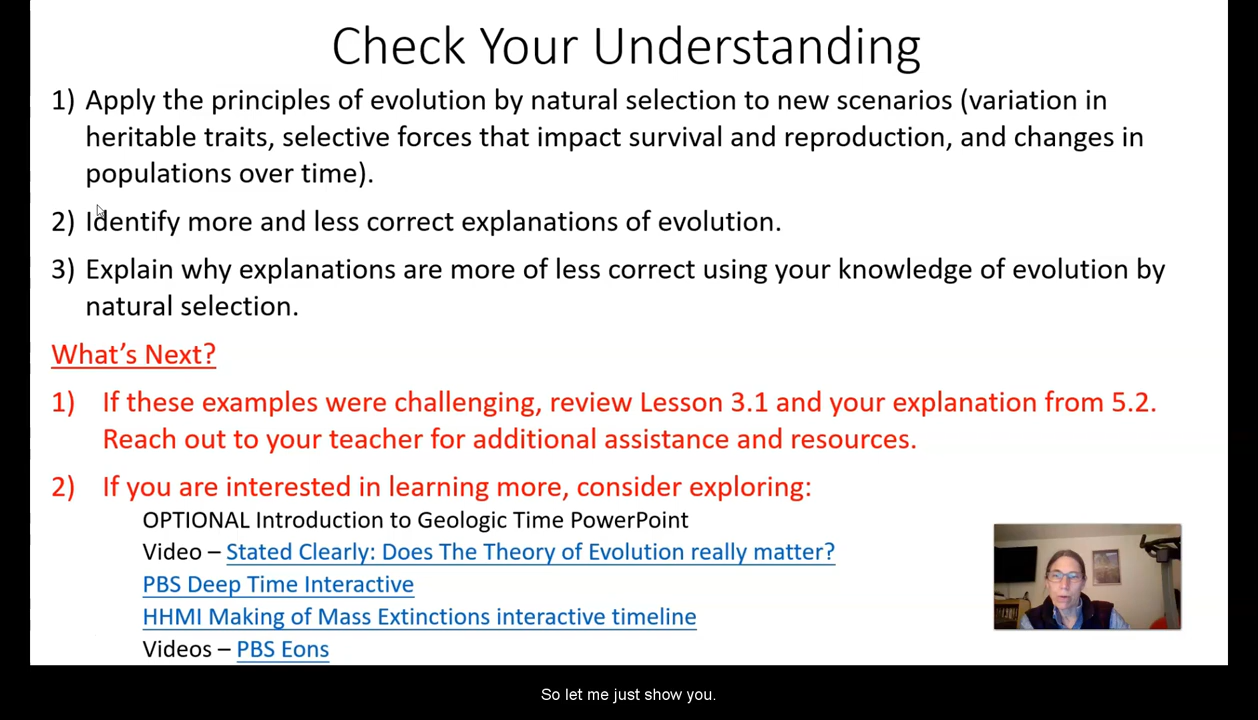 Check Your Understanding
1) Apply the principles of evolution by natural selection to new scenarios (variation in
heritable traits, selective forces that impact survival and reproduction, and changes in
populations over time).
2) Identify more and less correct explanations of evolution.
3) Explain why explanations are more of less correct using your knowledge of evolution by
natural selection.
What's Next?
1) If these examples were challenging, review Lesson 3.1 and your explanation from 5.2.
Reach out to your teacher for additional assistance and resources.
2) If you are interested in learning more, consider exploring:
OPTIONAL Introduction to Geologic Time PowerPoint
Video – Stated Clearly: Does The Theory of Evolution really matter?
PBS Deep Time Interactive
HHMI Making of Mass Extinctions interactive timeline
Videos – PBS Eons
So let me just show you.